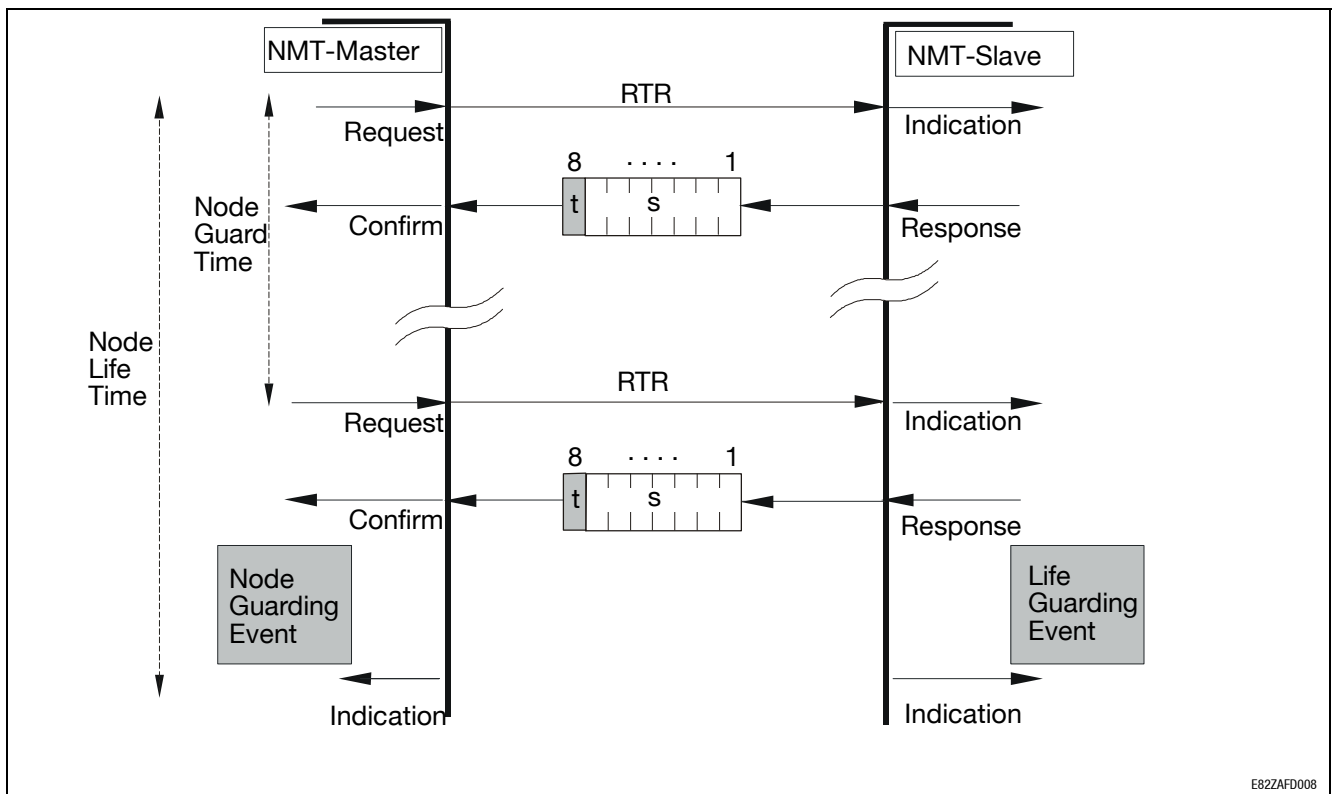 NMT-Master
NMT-Slave
RTR
Request
Indication
8 .... 1
t s
Confirm
Response
Node
Guard
Time
Node
Life
Time
RTR
Request
Indication
8 .... 1
t s
Confirm
Response
Node
Guarding
Event
Life
Guarding
Event
Indication
Indication
E82ZAFD008